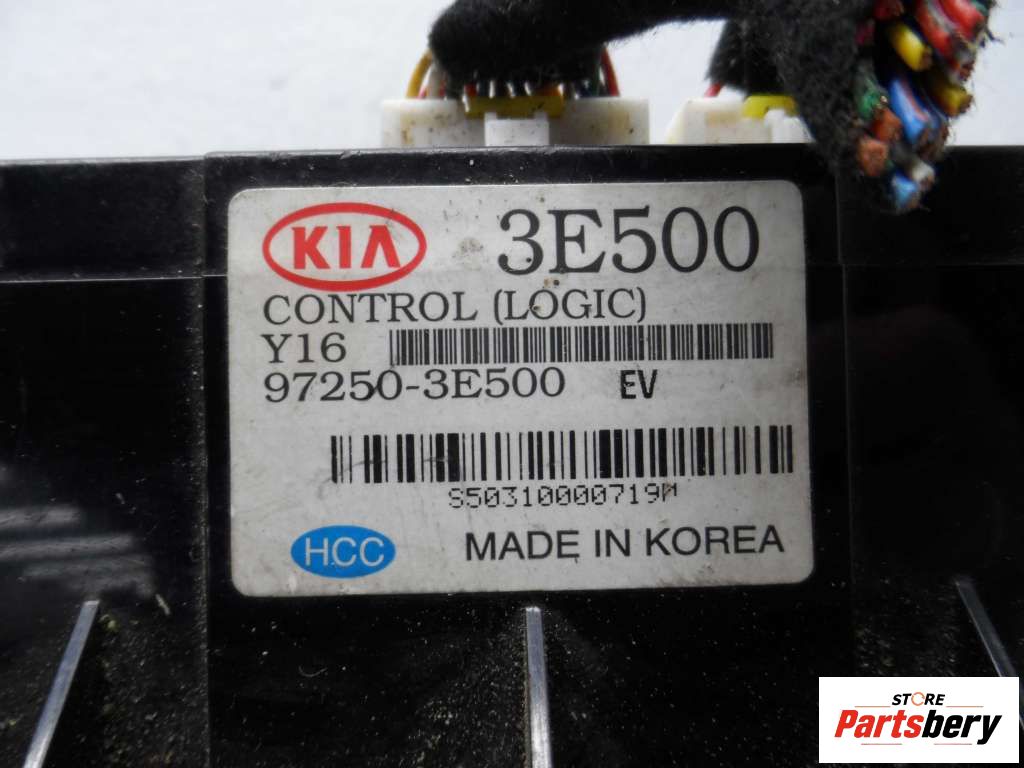 KIA 3E500
CONTROL (LOGIC)
Y16
97250-3E500 EV
S50310000719M
HCC MADE IN KOREA
STORE
Partsbery